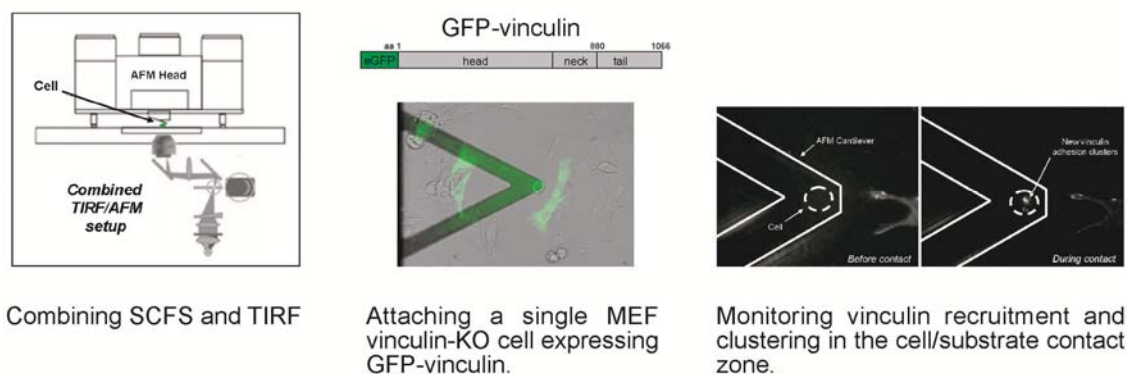 GFP-vinculin
aa 1
880
1066
eGFP
head
neck
tail
AFM Head
Cell
Combined
TIRF/AFM
setup
AFM Cantilever
Cell
Before contact
New vinculin
adhesion clusters
During contact
Combining SCFS and TIRF
Attaching a single MEF
vinculin-KO cell expressing
GFP-vinculin.
Monitoring vinculin recruitment and
clustering in the cell/substrate contact
zone.